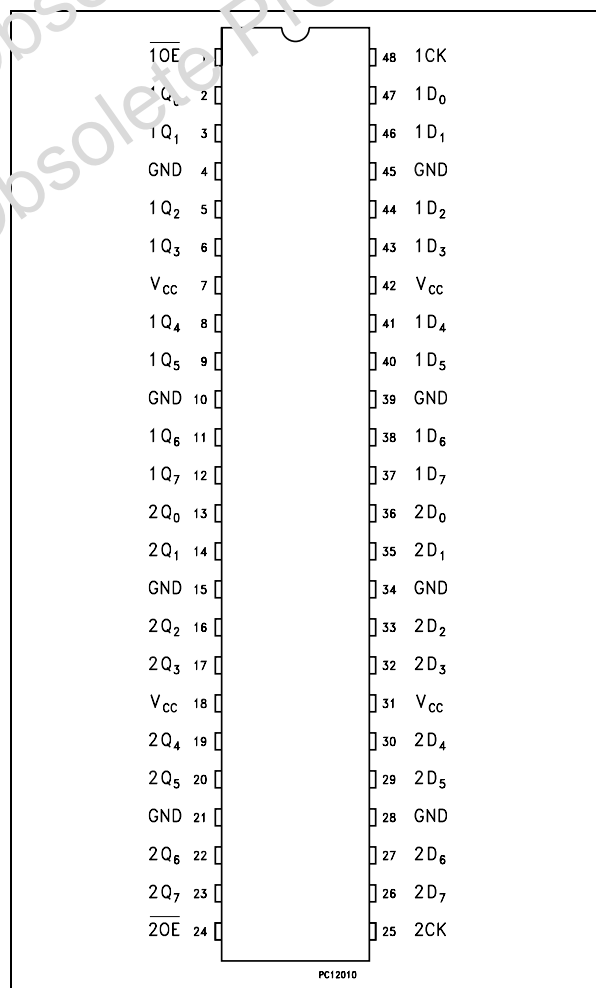 obsolete Pro
1OE 48 1CK
2 47 1D0
1Q1 3 46 1D1
GND 4 45 GND
1Q2 5 44 1D2
1Q3 6 43 1D3
VCC 7 42 VCC
1Q4 8 41 1D4
1Q5 9 40 1D5
GND 10 39 GND
1Q6 11 38 1D6
1Q7 12 37 1D7
2Q0 13 36 2D0
2Q1 14 35 2D1
GND 15 34 GND
2Q2 16 33 2D2
2Q3 17 32 2D3
VCC 18 31 VCC
2Q4 19 30 2D4
2Q5 20 29 2D5
GND 21 28 GND
2Q6 22 27 2D6
2Q7 23 26 2D7
2OE 24 25 2CK
PC12010